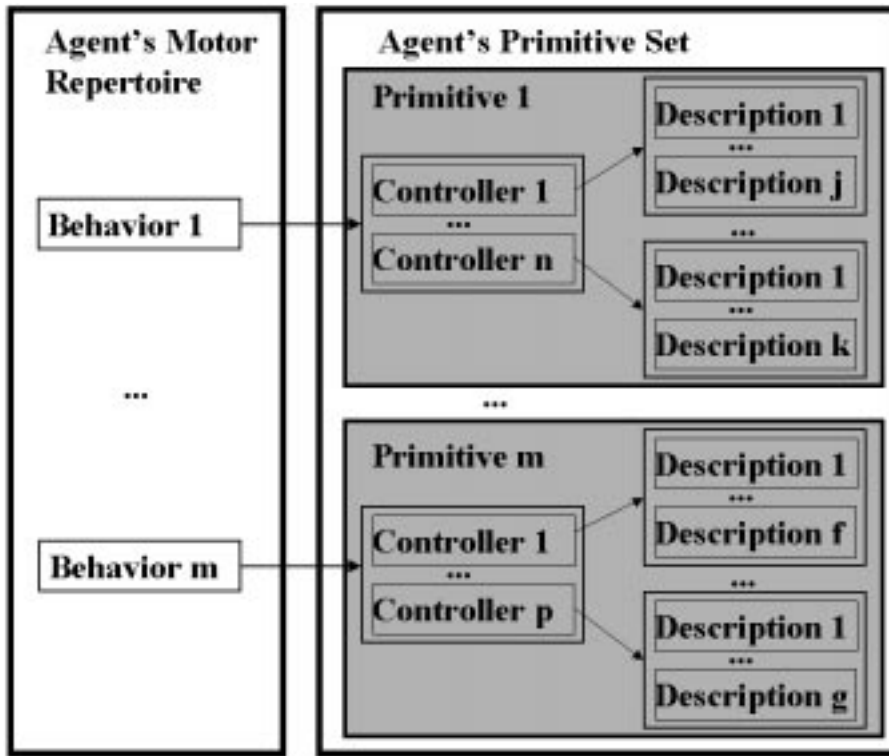 Agent's Motor
Repertoire
Behavior 1
...
Behavior m
Agent's Primitive Set
Primitive 1
Controller 1
...
Controller n
Description 1
...
Description j
...
Description 1
...
Description k
...
Primitive m
Controller 1
...
Controller p
Description 1
...
Description f
...
Description 1
...
Description g